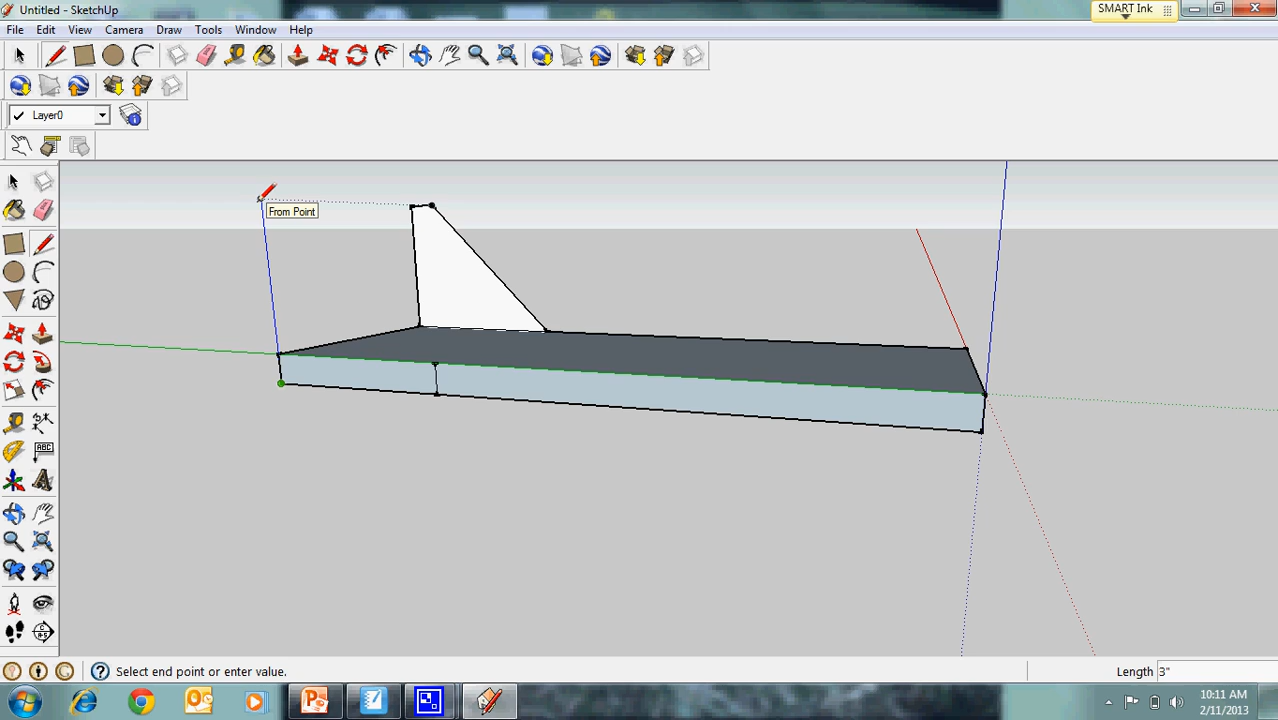 Untitled - SketchUp
SMART Ink
File Edit View Camera Draw Tools Window Help
Layer0
From Point
ABC
A
Select end point or enter value.
Length 3"
10:11 AM
2/11/2013